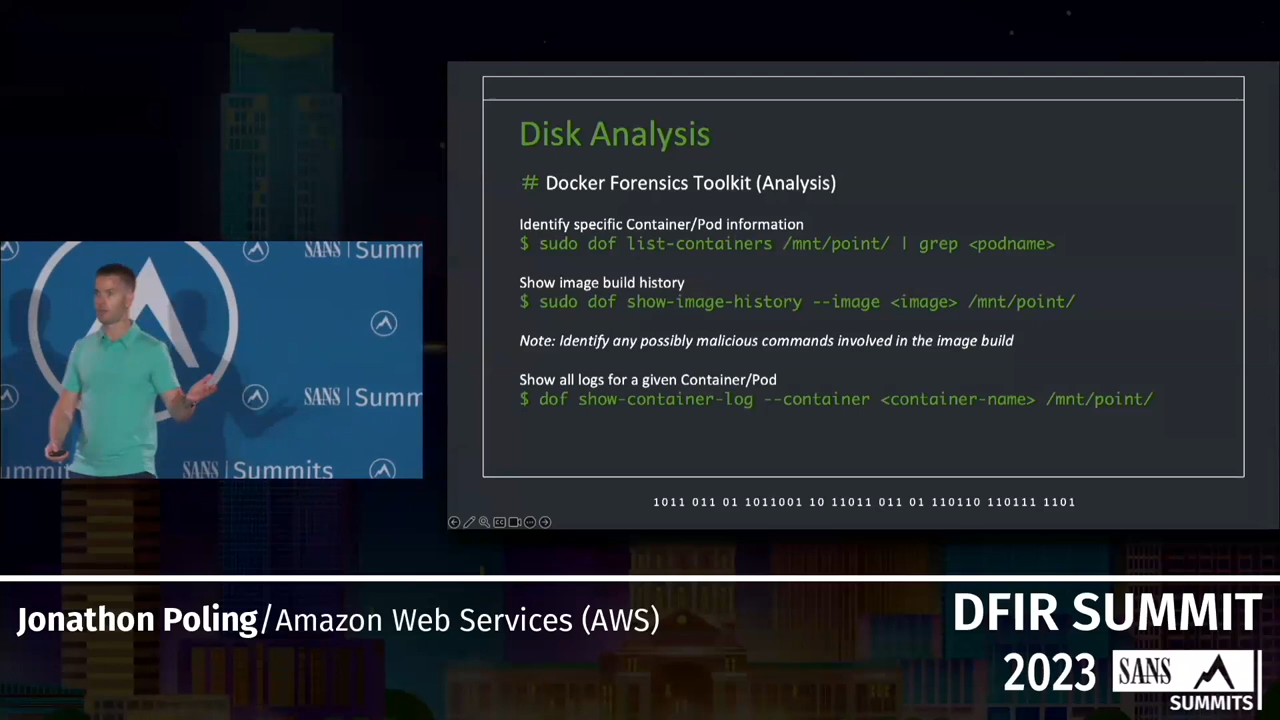 Disk Analysis
# Docker Forensics Toolkit (Analysis)
Identify specific Container/Pod information
$ sudo dof list-containers /mnt/point/ | grep <podname>
Show image build history
$ sudo dof show-image-history --image <image> /mnt/point/
Note: Identify any possibly malicious commands involved in the image build
Show all logs for a given Container/Pod
$ dof show-container-log --container <container-name> /mnt/point/
1011 011 01 1011001 10 11011 011 01 110110 110111 1101
SANS | Summ
SANS | Summ
ummit
SANS | Summits
Jonathon Poling/Amazon Web Services (AWS)
DFIR SUMMIT
2023
SANS
SUMMITS